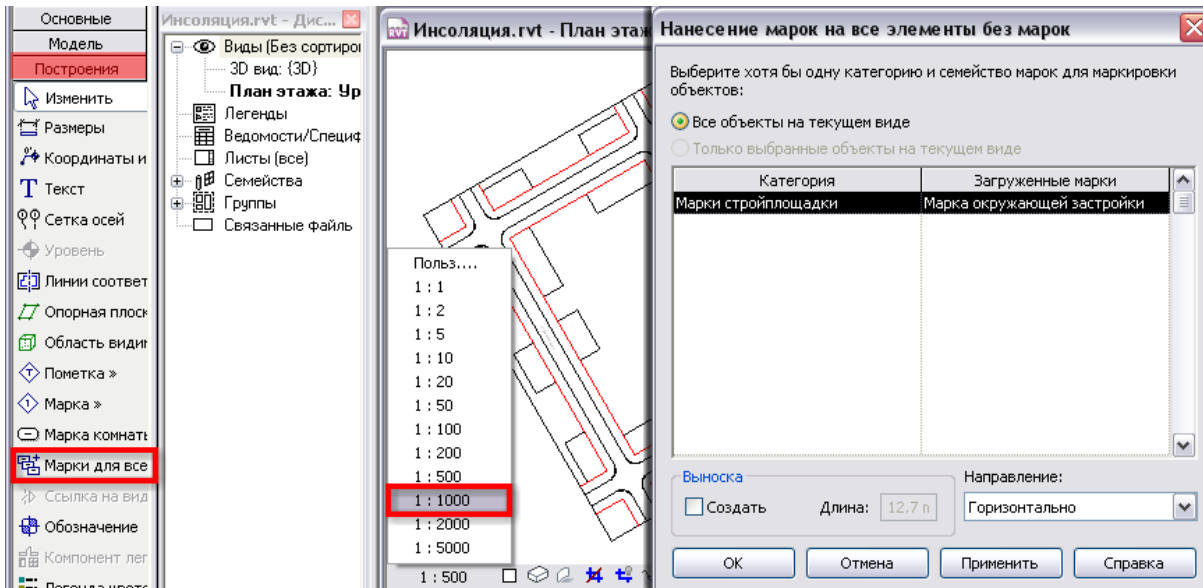 Основные
Модель
Построения
Изменить
Размеры
Координаты и
Текст
Сетка осей
Уровень
Линии соответ
Опорная плоск
Область види
Пометка »
Марка »
Марка комнать
Марки для все
Ссылка на вид
Обозначение
Компонент лег
Инсоляция.rvt - Дис...
Виды (Без сортиро
3D вид: {3D}
План этажа: Ур
Легенды
Ведомости/Специф
Листы (все)
Семейства
Группы
Связанные файль
Инсоляция.rvt - План этаж
Польз....
1 : 1
1 : 2
1 : 5
1 : 10
1 : 20
1 : 50
1 : 100
1 : 200
1 : 500
1 : 1000
1 : 2000
1 : 5000
1 : 500
Нанесение марок на все элементы без марок
Выберите хотя бы одну категорию и семейство марок для маркировки
объектов:
Все объекты на текущем виде
Только выбранные объекты на текущем виде
Категория Загруженные марки
Марки стройплощадки Марка окружающей застройки
Выноска Направление:
Создать Длина: 12.7 Горизонтально
ОК Отмена Применить Справка